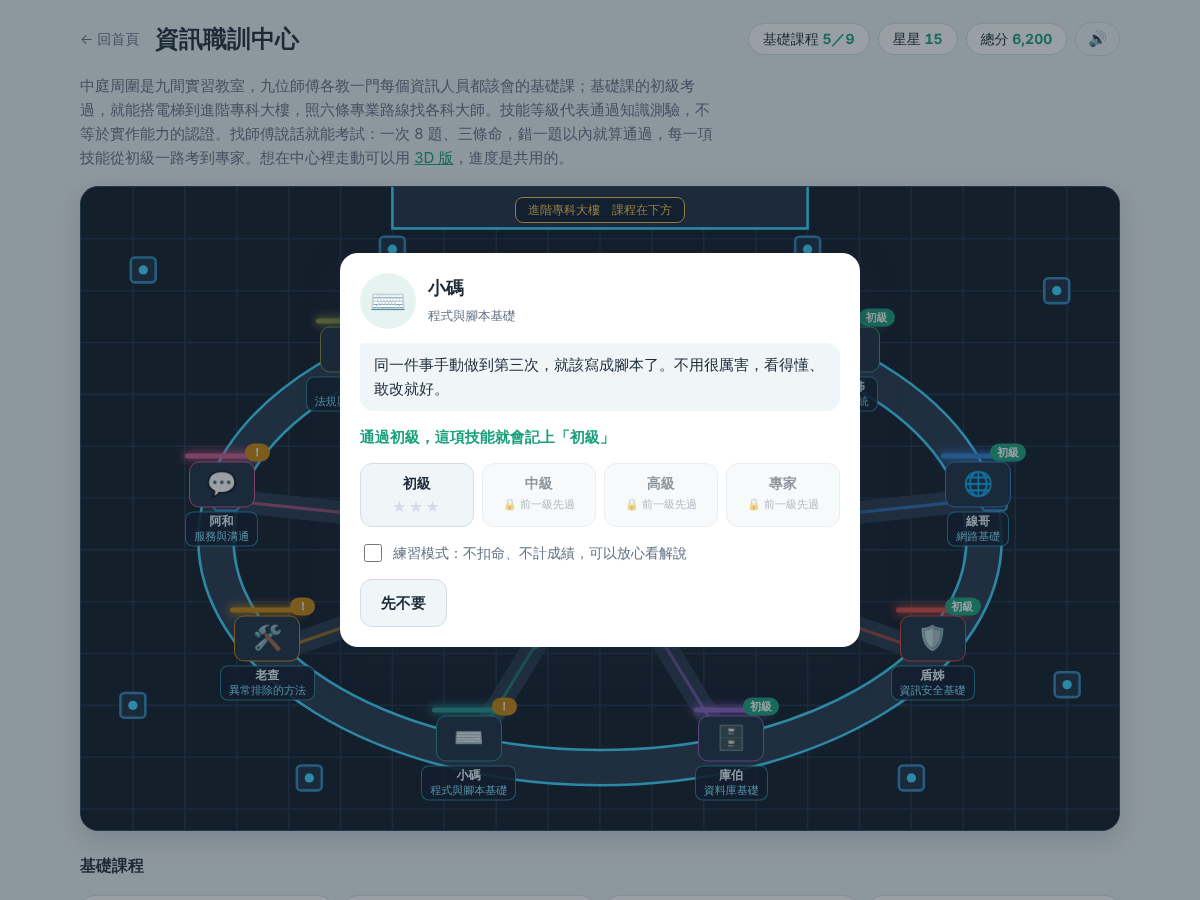 ← 回首頁
資訊職訓中心
基礎課程 5／9
星星 15
總分 6,200
中庭周圍是九間實習教室，九位師傅各教一門每個資訊人員都該會的基礎課；基礎課的初級考
過，就能搭電梯到進階專科大樓，照六條專業路線找各科大師。技能等級代表通過知識測驗，不
等於實作能力的認證。找師傅說話就能考試：一次 8 題、三條命，錯一題以內就算通過，每一項
技能從初級一路考到專家。想在中心裡走動可以用 3D 版，進度是共用的。
進階專科大樓　課程在下方
小碼
程式與腳本基礎
同一件事手動做到第三次，就該寫成腳本了。不用很厲害，看得懂、
敢改就好。
通過初級，這項技能就會記上「初級」
初級
★★★
中級
🔒 前一級先過
高級
🔒 前一級先過
專家
🔒 前一級先過
練習模式：不扣命、不計成績，可以放心看解說
先不要
初級
法規
統
!
阿和
服務與溝通
初級
線哥
網路基礎
!
老查
異常排除的方法
初級
盾姊
資訊安全基礎
!
小碼
程式與腳本基礎
初級
庫伯
資料庫基礎
基礎課程